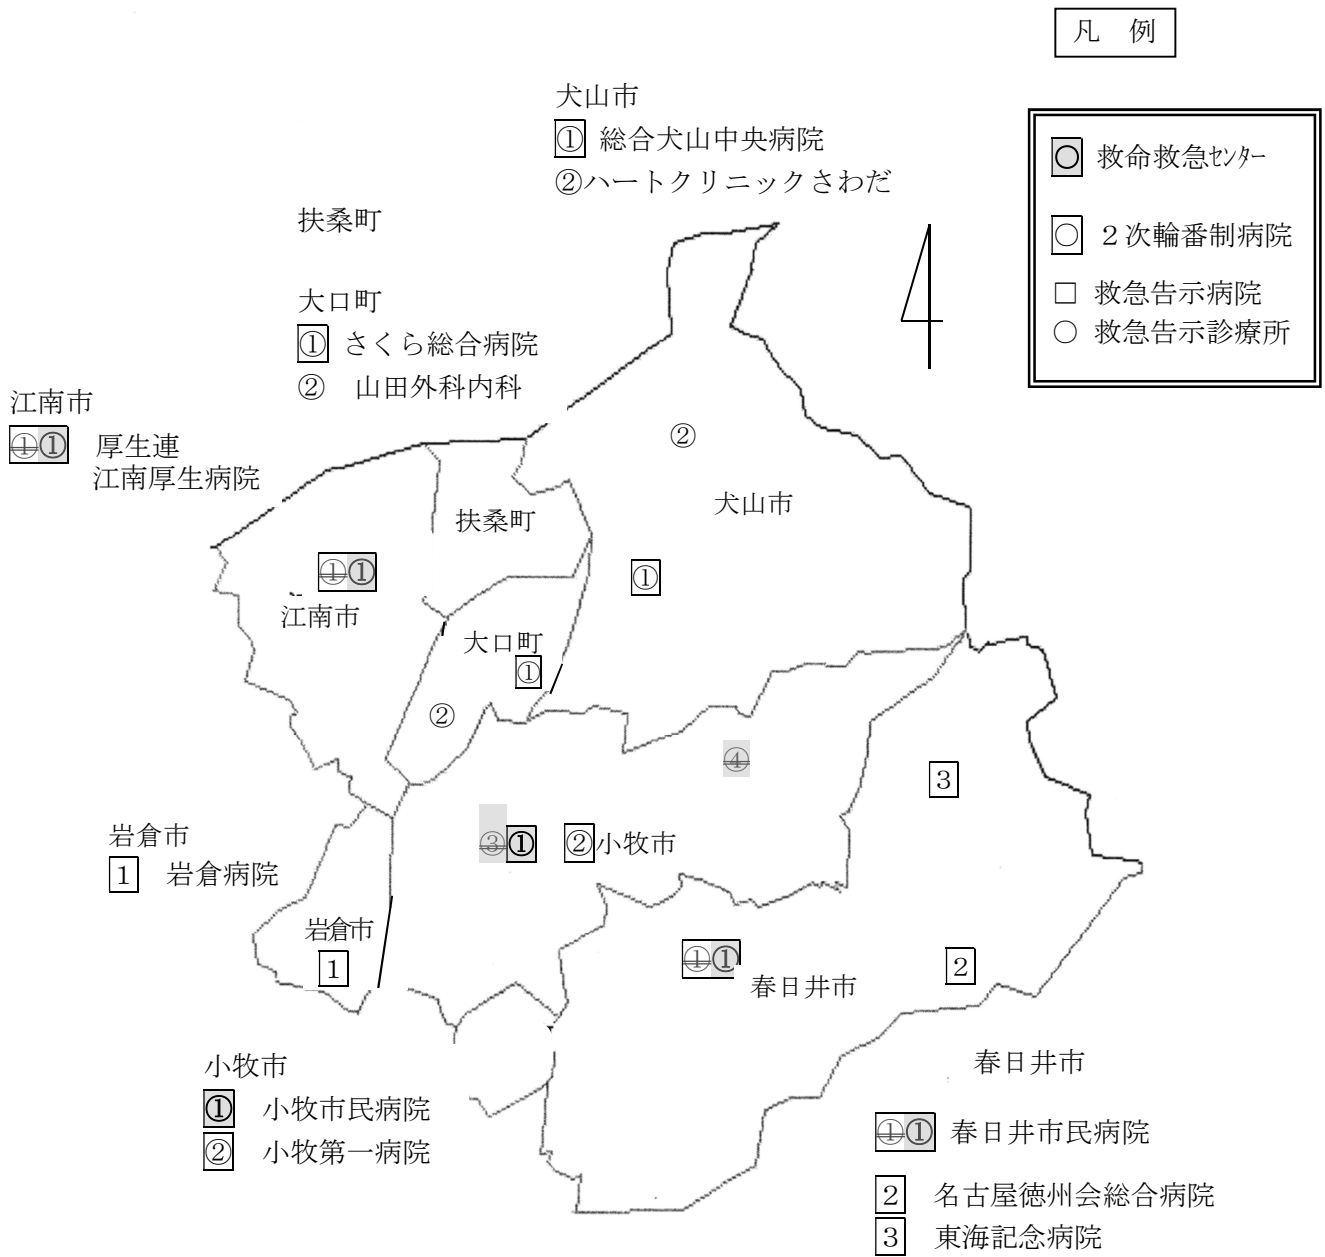 凡　例
救命救急ｾﾝﾀｰ
○ ２次輪番制病院
□ 救急告示病院
○ 救急告示診療所
犬山市
① 総合犬山中央病院
②ハートクリニックさわだ
扶桑町
大口町
① さくら総合病院
②　山田外科内科
江南市
①① 厚生連
江南厚生病院
②
犬山市
扶桑町
①①
①
江南市
大口町
①
②
④
3
③①
②小牧市
岩倉市
1 岩倉病院
岩倉市
1
①①
春日井市
2
小牧市
① 小牧市民病院
② 小牧第一病院
春日井市
①① 春日井市民病院
2 名古屋徳州会総合病院
3 東海記念病院